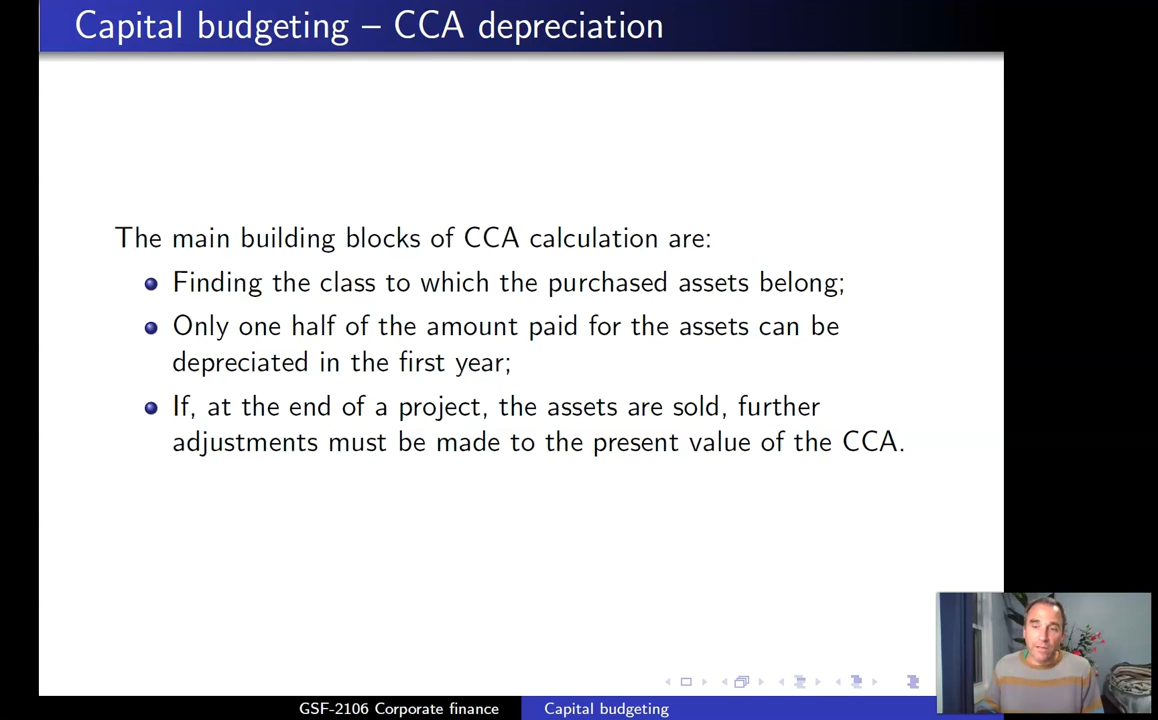 Capital budgeting – CCA depreciation
The main building blocks of CCA calculation are:
Finding the class to which the purchased assets belong;
Only one half of the amount paid for the assets can be
depreciated in the first year;
If, at the end of a project, the assets are sold, further
adjustments must be made to the present value of the CCA.
GSF-2106 Corporate finance
Capital budgeting